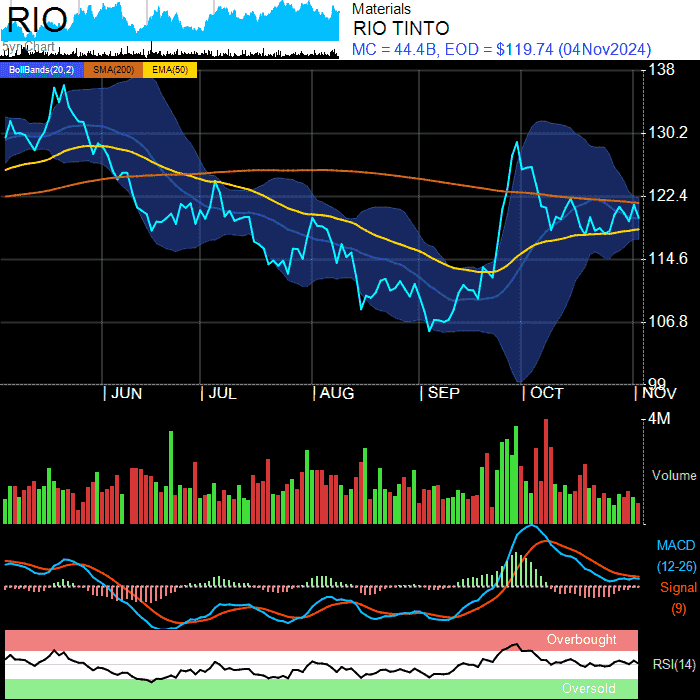 RIO
Materials
RIO TINTO
MC = 44.4B, EOD = $119.74 (04Nov2024)
BollBands(20,2) SMA(200) EMA(50)
138
130.2
122.4
114.6
106.8
99
JUN JUL AUG SEP OCT NOV
4M
Volume
MACD
(12-26)
Signal
(9)
Overbought
RSI(14)
Oversold